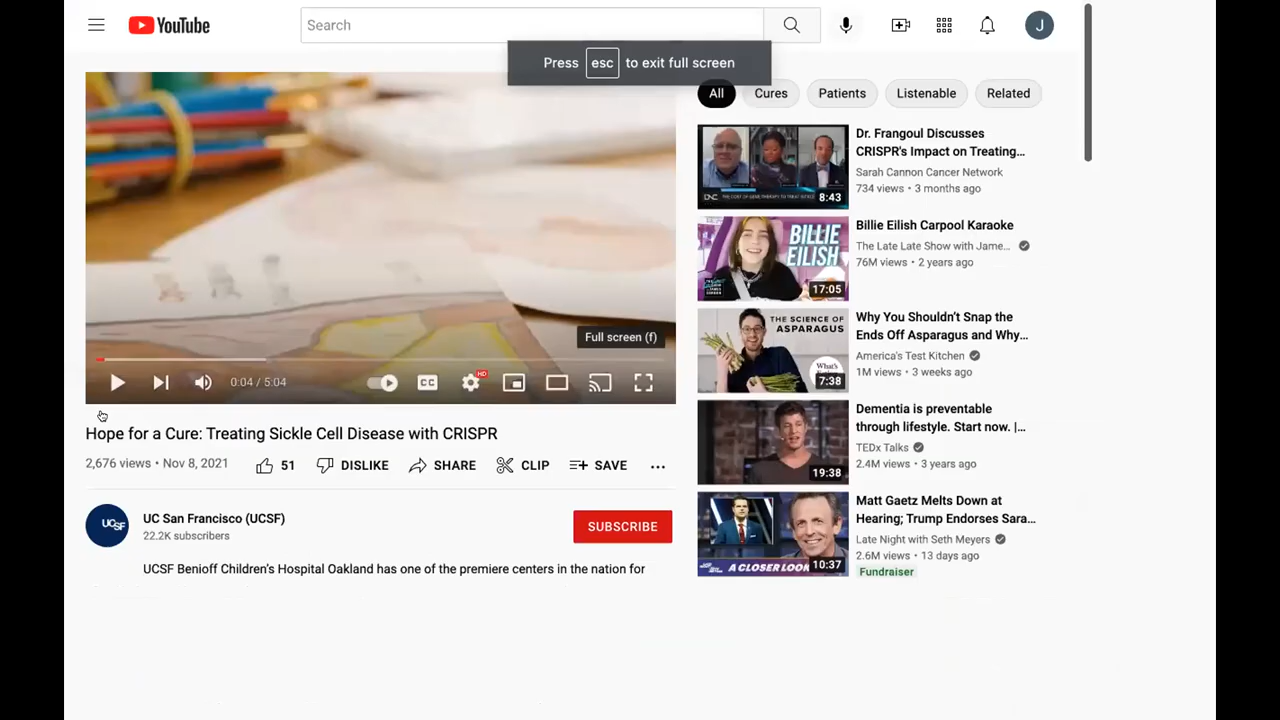 YouTube
Search
J
Press esc to exit full screen
All
Cures
Patients
Listenable
Related
Full screen (f)
0:04 / 5:04
CC
HD
Hope for a Cure: Treating Sickle Cell Disease with CRISPR
2,676 views • Nov 8, 2021
51
DISLIKE
SHARE
CLIP
SAVE
UCSF
UC San Francisco (UCSF)
22.2K subscribers
SUBSCRIBE
UCSF Benioff Children's Hospital Oakland has one of the premiere centers in the nation for
8:43
Dr. Frangoul Discusses
CRISPR's Impact on Treating...
Sarah Cannon Cancer Network
734 views • 3 months ago
BILLIE
EILISH
17:05
Billie Eilish Carpool Karaoke
The Late Late Show with Jame...
76M views • 2 years ago
THE SCIENCE OF
ASPARAGUS
What's
7:38
Why You Shouldn't Snap the
Ends Off Asparagus and Why...
America's Test Kitchen
1M views • 3 weeks ago
19:38
Dementia is preventable
through lifestyle. Start now. |...
TEDx Talks
2.4M views • 3 years ago
A CLOSER LOOK
10:37
Matt Gaetz Melts Down at
Hearing; Trump Endorses Sara...
Late Night with Seth Meyers
2.6M views • 13 days ago
Fundraiser